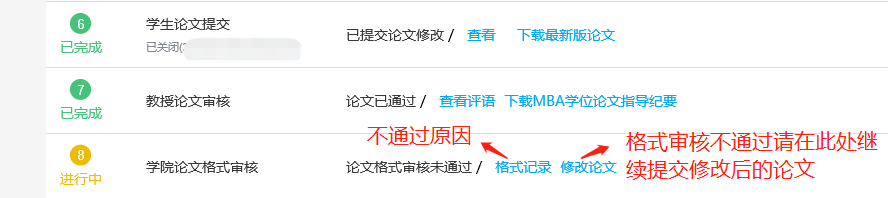 6
学生论文提交
已提交论文修改 / 查看 下载最新版论文
已完成
已关闭(
7
教授论文审核
论文已通过 / 查看评语 下载MBA学位论文指导纪要
已完成
不通过原因
格式审核不通过请在此处继
续提交修改后的论文
8
学院论文格式审核
论文格式审核未通过 / 格式记录 修改论文
进行中